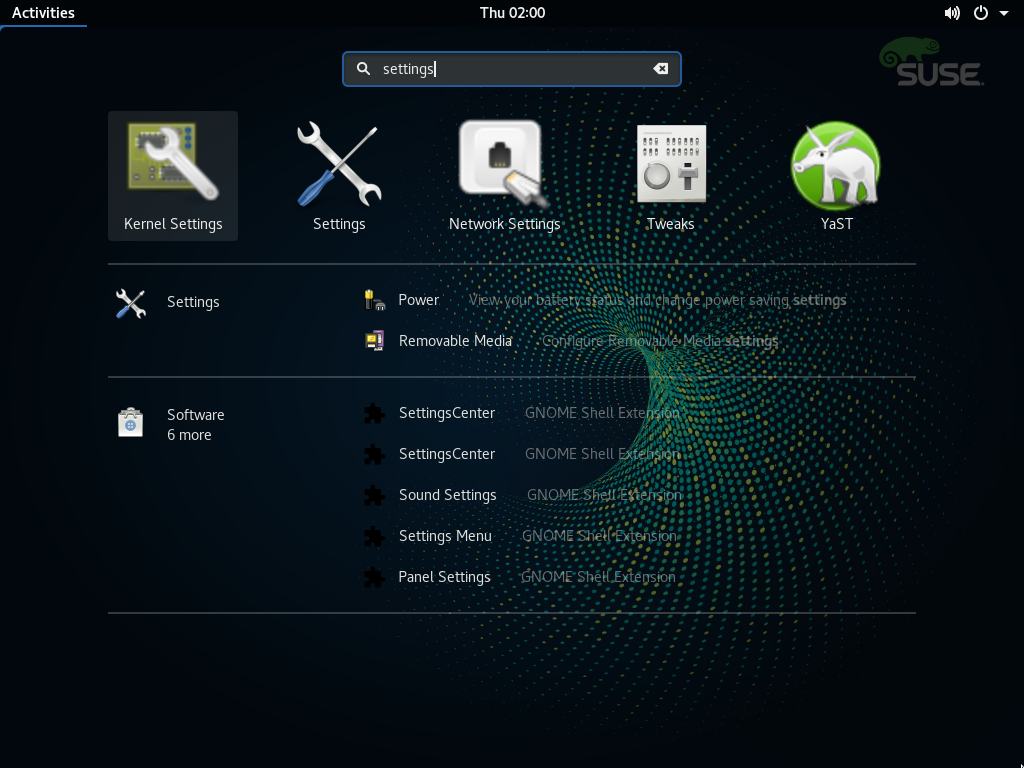 Activities
Thu 02:00
SUSE
settings
Kernel Settings
Settings
Network Settings
Tweaks
YaST
Settings
Power View your battery status and change power saving settings
Removable Media Configure Removable Media settings
Software
6 more
SettingsCenter GNOME Shell Extension
SettingsCenter GNOME Shell Extension
Sound Settings GNOME Shell Extension
Settings Menu GNOME Shell Extension
Panel Settings GNOME Shell Extension